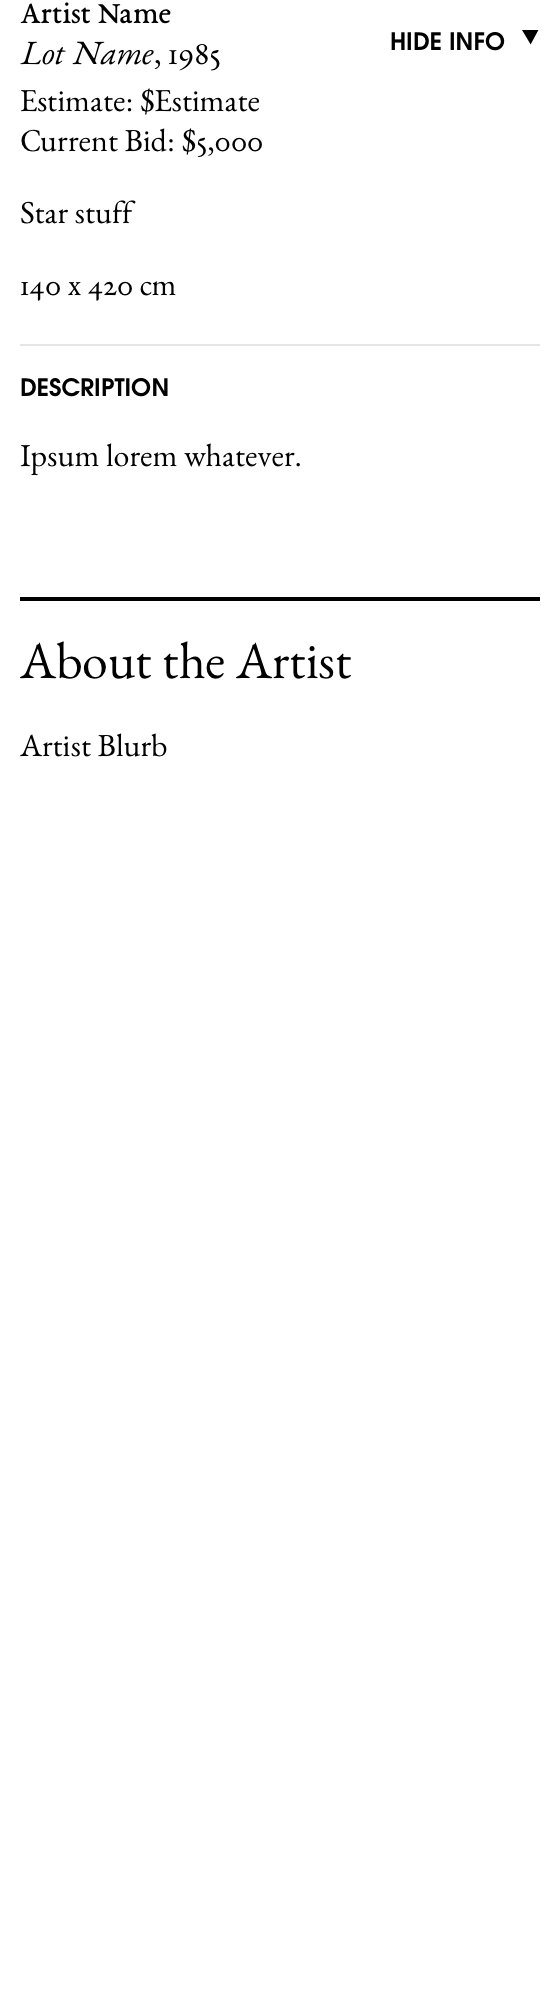 Artist Name
Lot Name, 1985
HIDE INFO ▼
Estimate: $Estimate
Current Bid: $5,000
Star stuff
140 x 420 cm
DESCRIPTION
Ipsum lorem whatever.
About the Artist
Artist Blurb